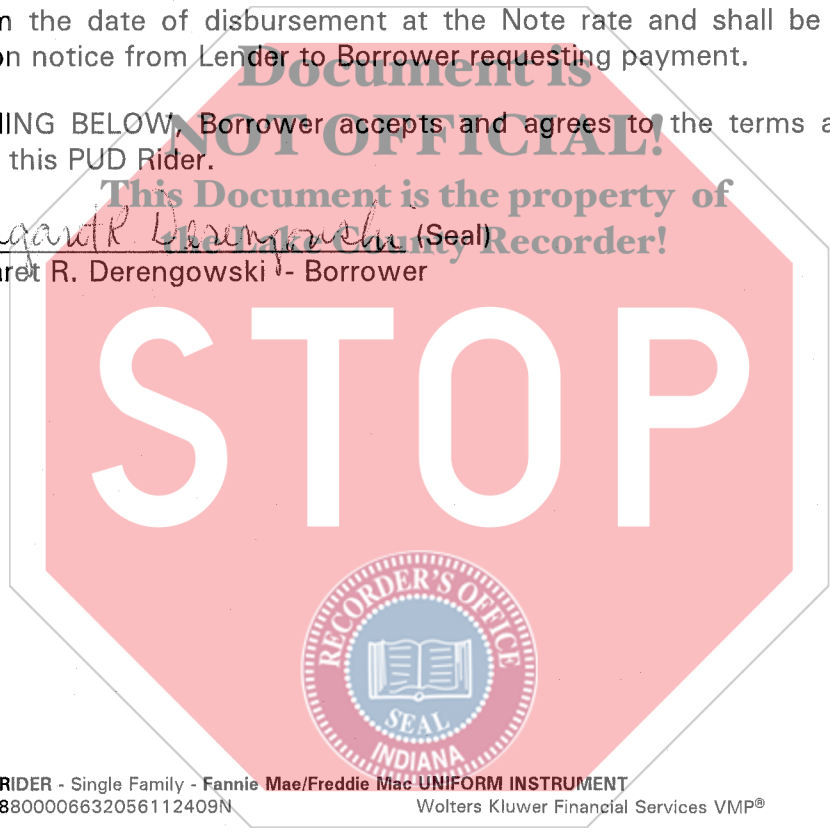 n the date of disbursement at the Note rate and shall be
on notice from Lender to Borrower requesting payment.
Document is
NING BELOW, Borrower accepts and agrees to the terms a
NOT OFFICIAL!
this PUD Rider.
This Document is the property of
garet R Derengowski (Seal)
the Lake County Recorder!
aret R. Derengowski - Borrower
STOP
RECORDER'S OFFICE
SEAL
INDIANA
RIDER - Single Family - Fannie Mae/Freddie Mac UNIFORM INSTRUMENT
8800006632056112409N Wolters Kluwer Financial Services VMP®